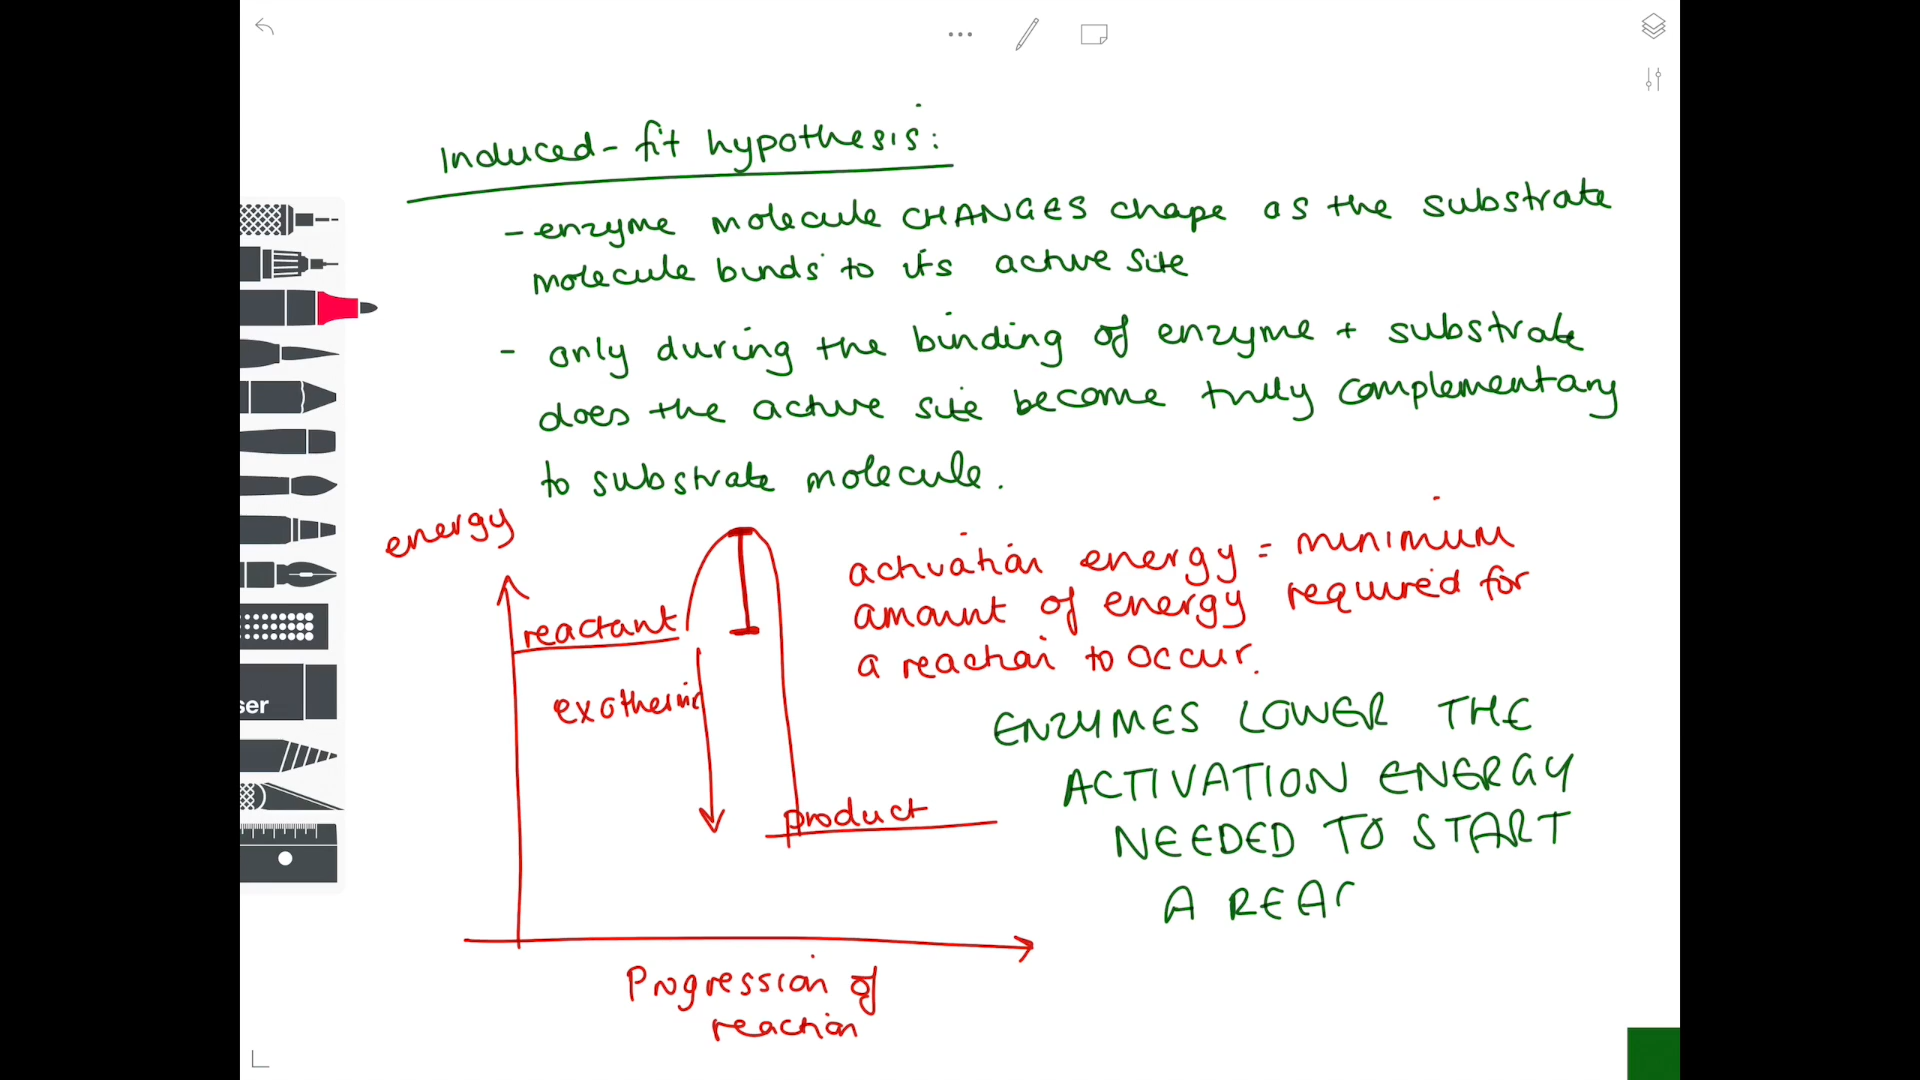 Induced-fit hypothesis:
- enzyme molecule CHANGES chape as the substrate
molecule binds to its active site
- only during the binding of enzyme + substrate
does the active site become truly complementary
to substrate molecule.
energy
reactant
exothermic
product
Progression of
reaction
activation energy = minimum
amount of energy required for
a reaction to occur.
ENZYMES LOWER THE
ACTIVATION ENERGY
NEEDED TO START
A REAC
ser